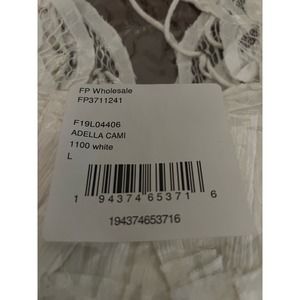 FP Wholesale
FP3711241
F19L04406
ADELLA CAMI
1100 white
L
1 94374 65371 6
194374653716